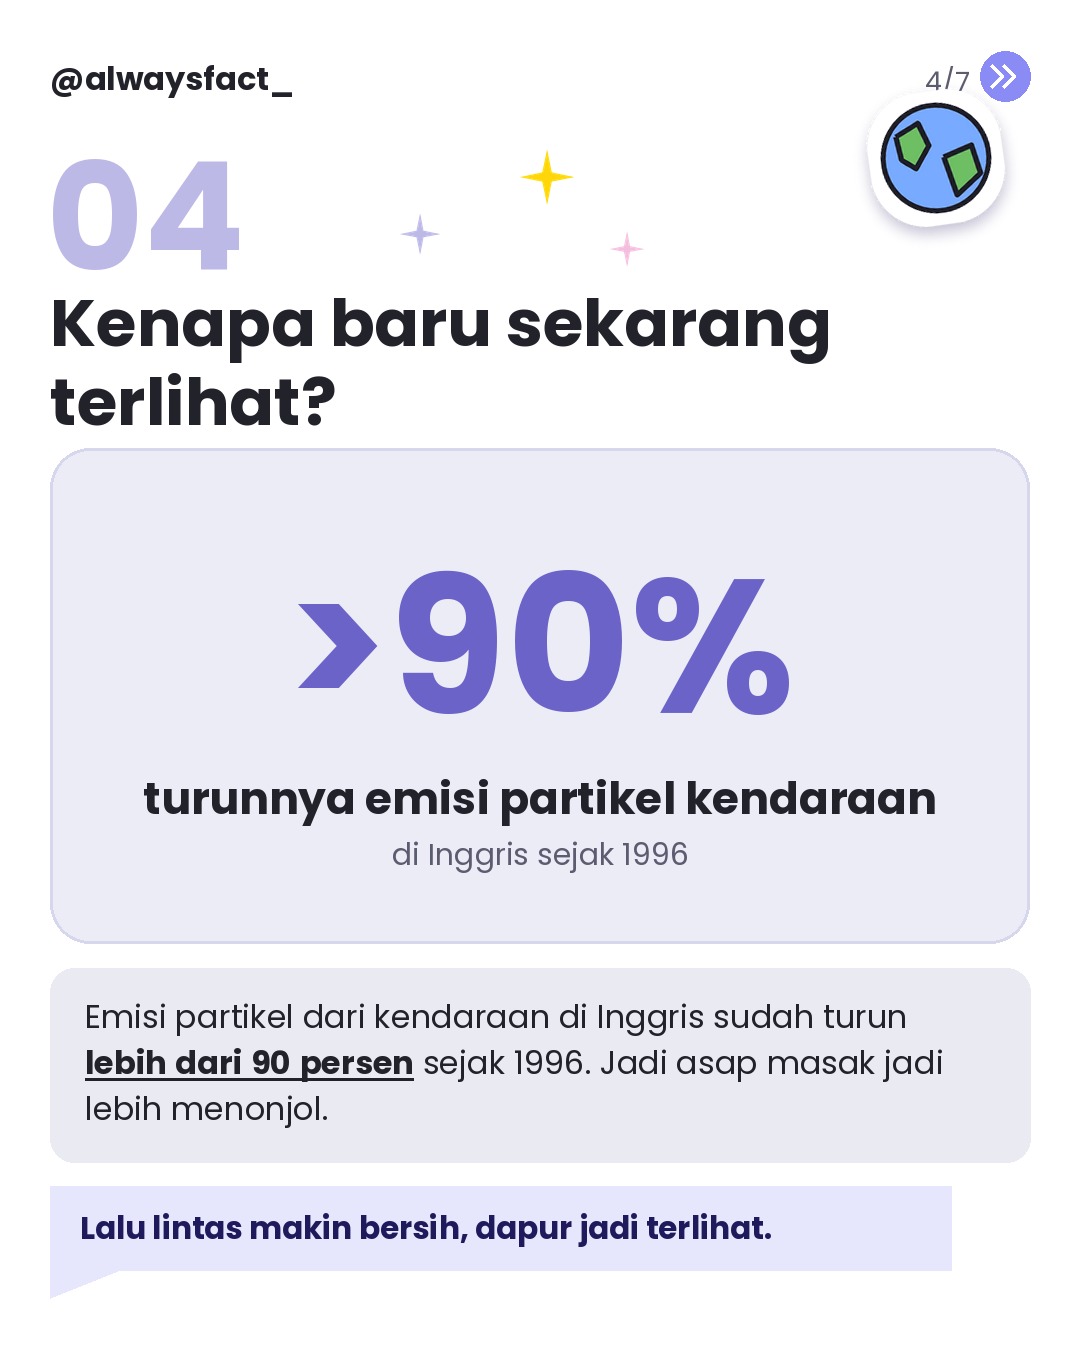 @alwaysfact_
4/7
04
Kenapa baru sekarang
terlihat?
>90%
turunnya emisi partikel kendaraan
di Inggris sejak 1996
Emisi partikel dari kendaraan di Inggris sudah turun
lebih dari 90 persen sejak 1996. Jadi asap masak jadi
lebih menonjol.
Lalu lintas makin bersih, dapur jadi terlihat.